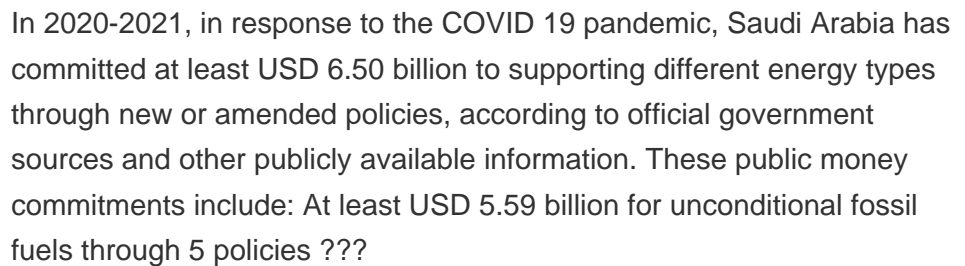 In 2020-2021, in response to the COVID 19 pandemic, Saudi Arabia has
committed at least USD 6.50 billion to supporting different energy types
through new or amended policies, according to official government
sources and other publicly available information. These public money
commitments include: At least USD 5.59 billion for unconditional fossil
fuels through 5 policies ???